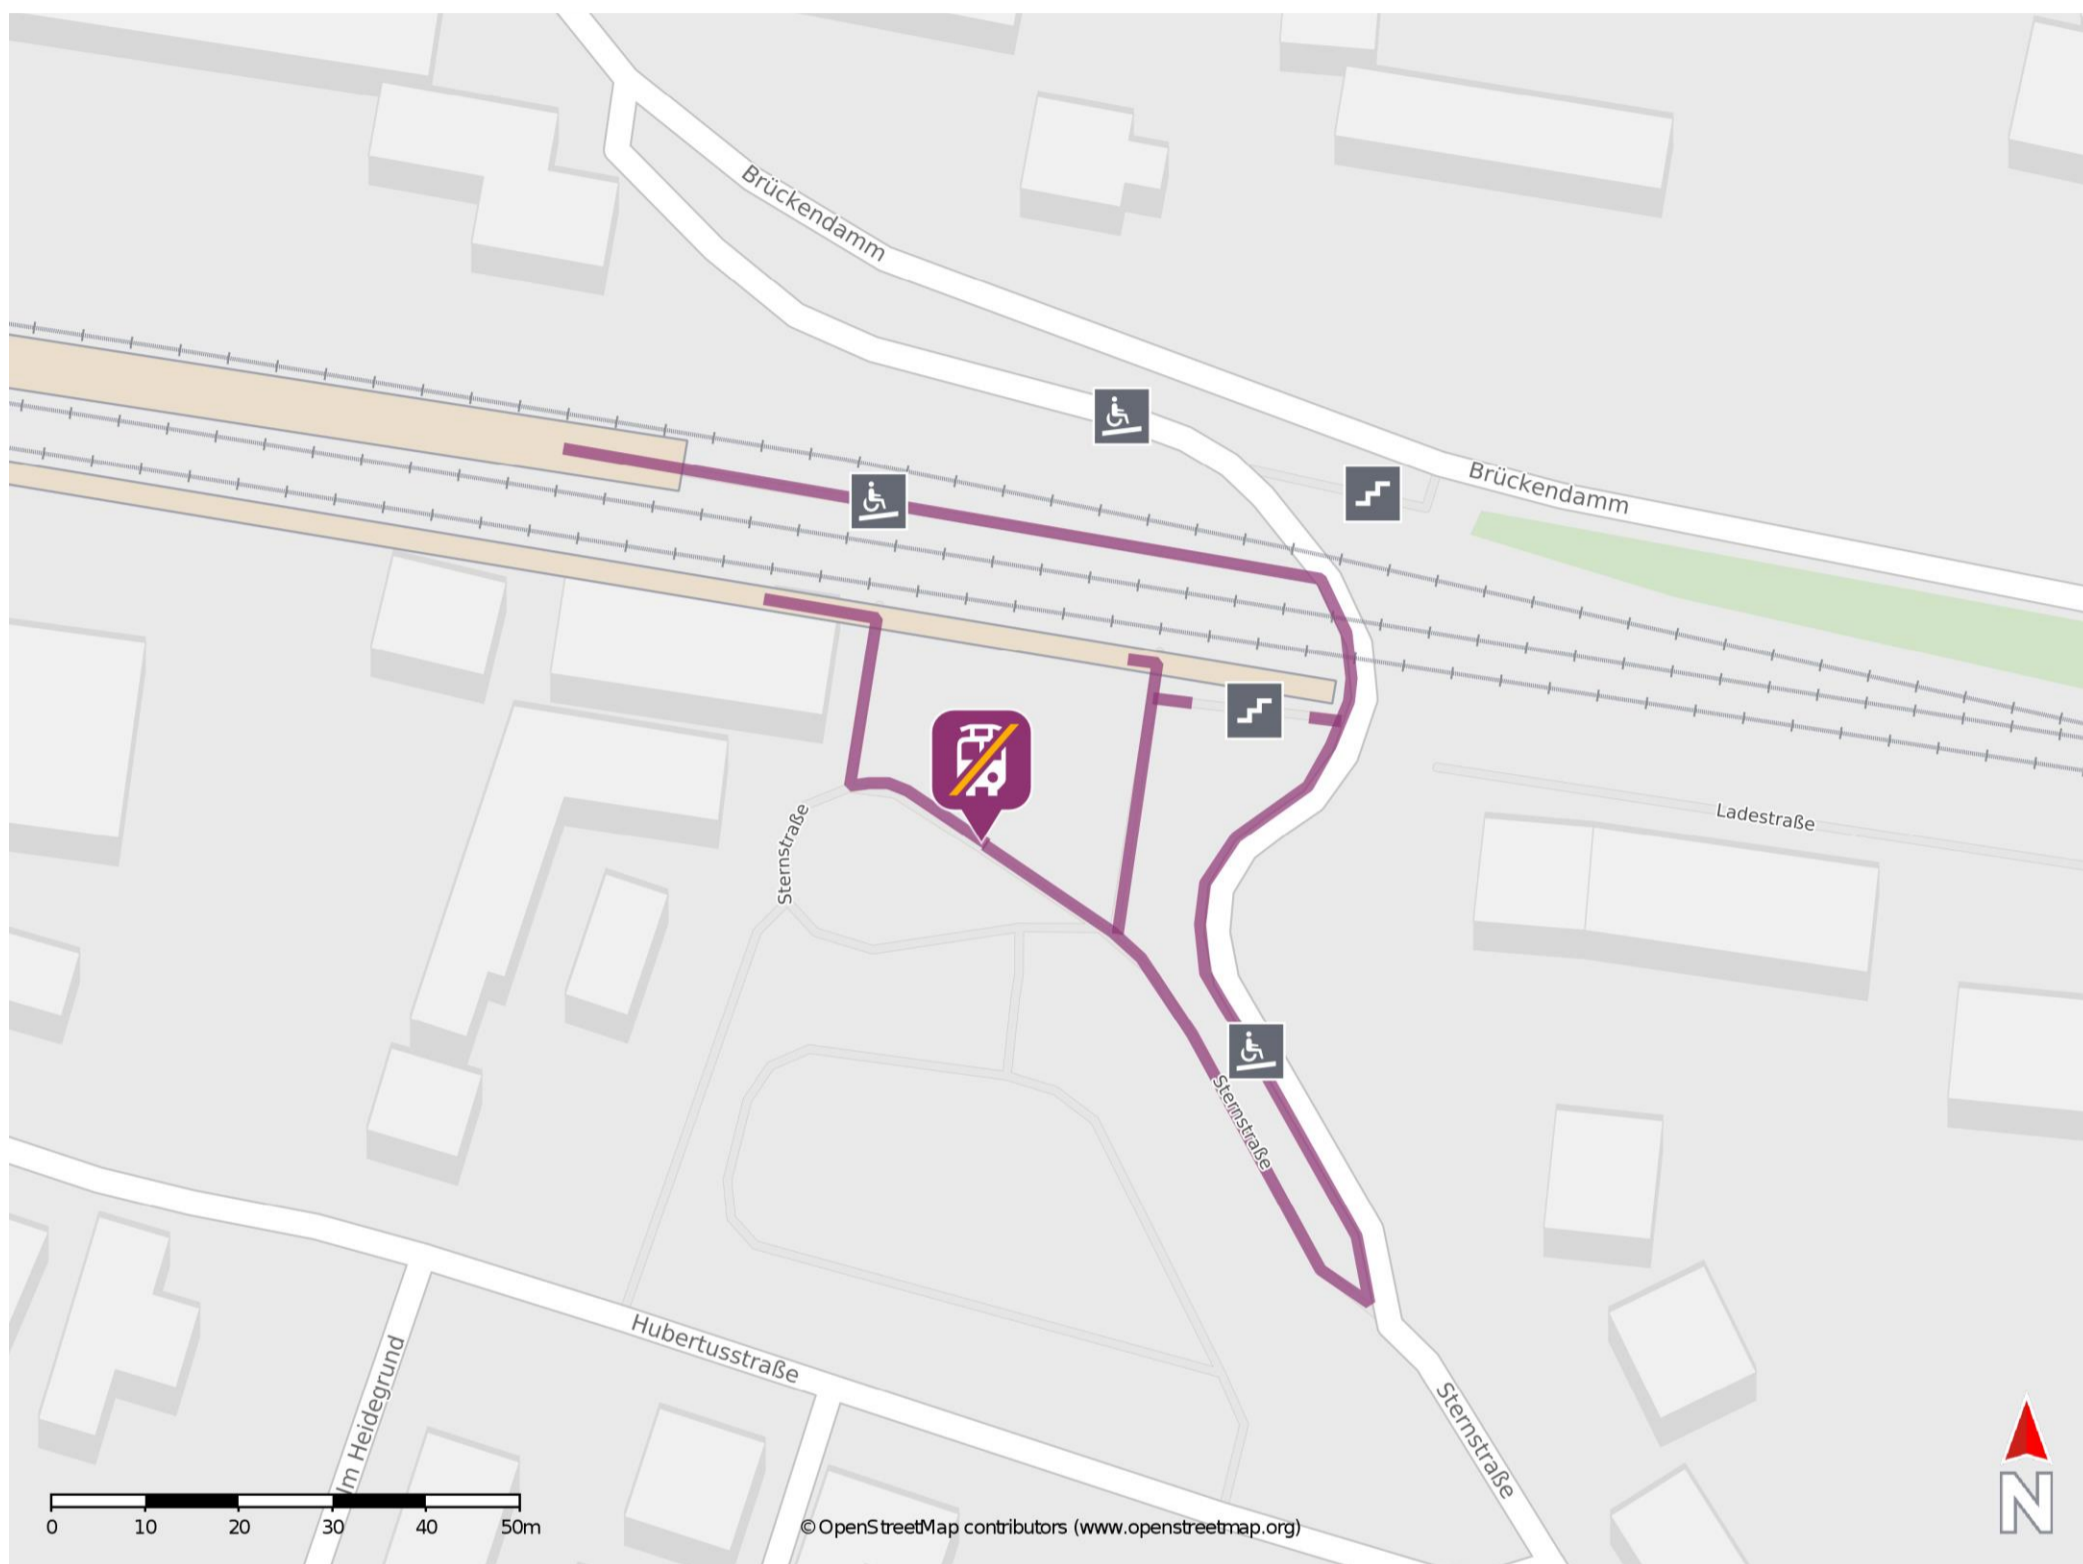 Brückendamm
Brückendamm
Ladestraße
Sternstraße
Sternstraße
Hubertusstraße
Im Heidegrund
Sternstraße
0 10 20 30 40 50m
© OpenStreetMap contributors (www.openstreetmap.org)
N